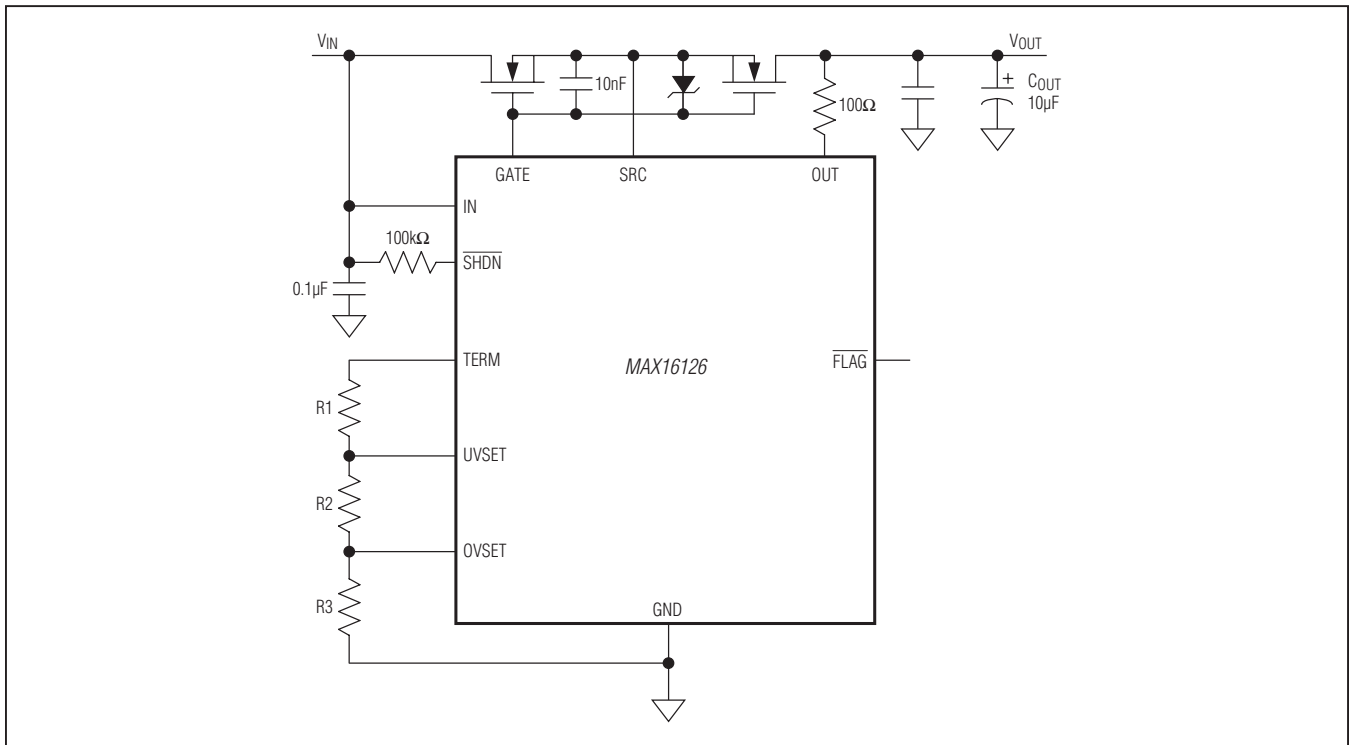 VIN
VOUT
10nF
100Ω
+
COUT
10µF
GATE
SRC
OUT
IN
100kΩ
SHDN
0.1µF
TERM
MAX16126
FLAG
R1
UVSET
R2
OVSET
R3
GND